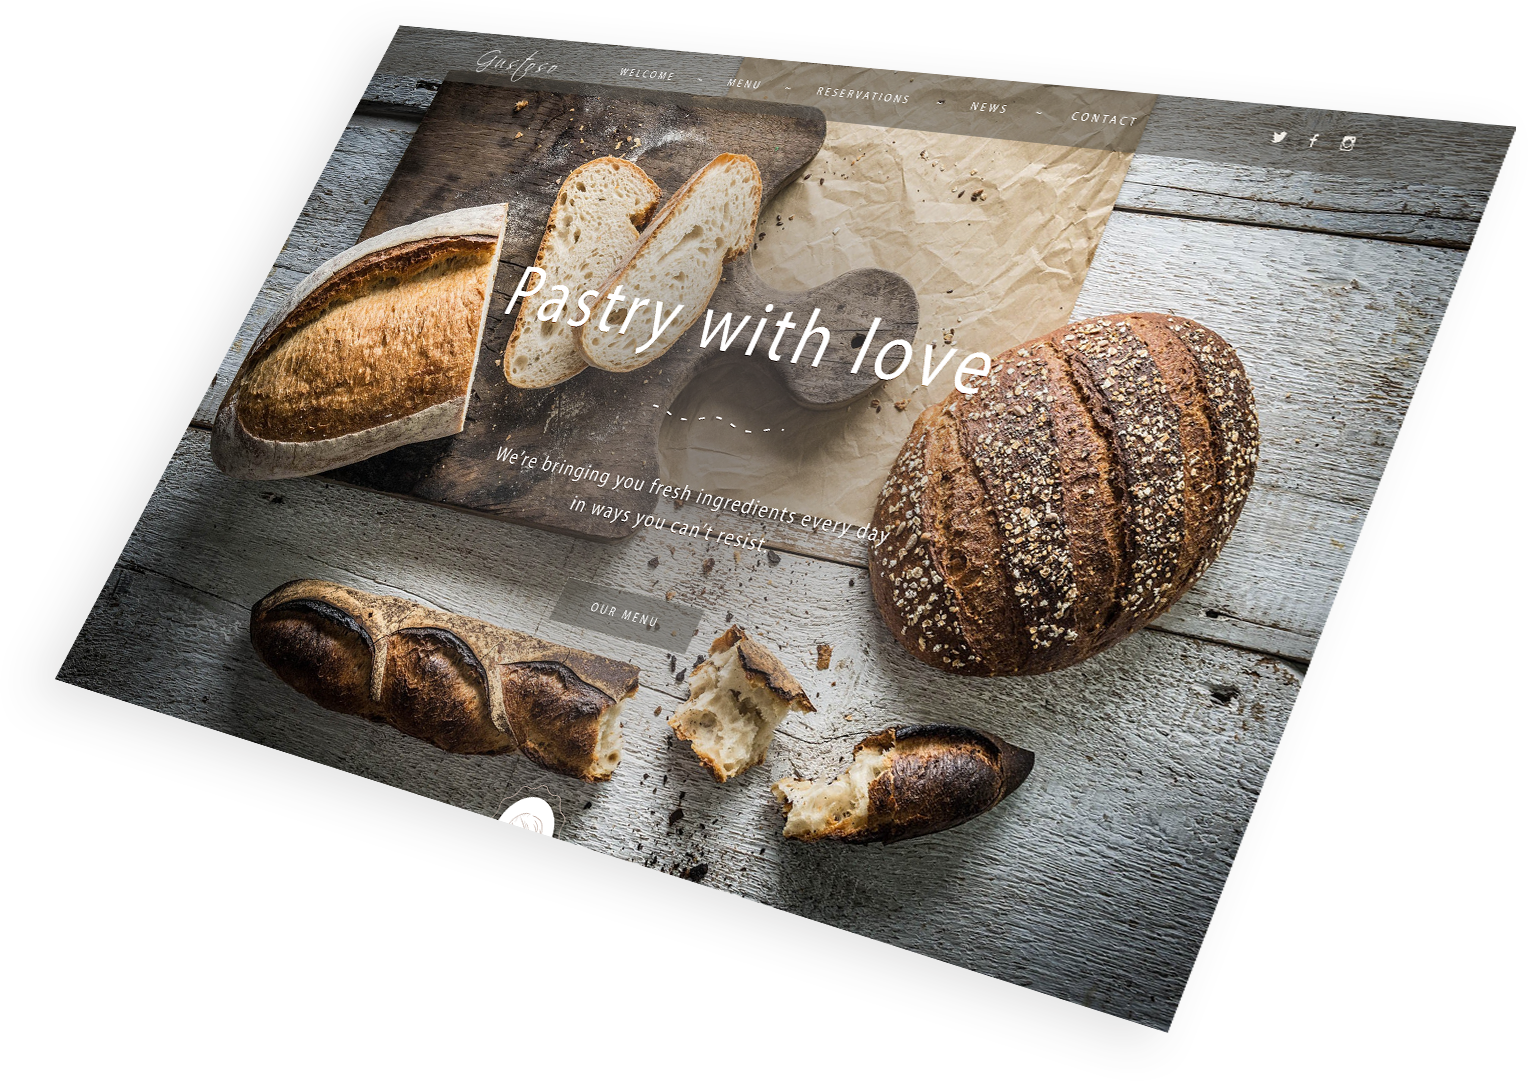 Gustoso
WELCOME ~ MENU ~ RESERVATIONS ~ NEWS ~ CONTACT
Pastry with love
We're bringing you fresh ingredients every day
in ways you can't resist.
OUR MENU